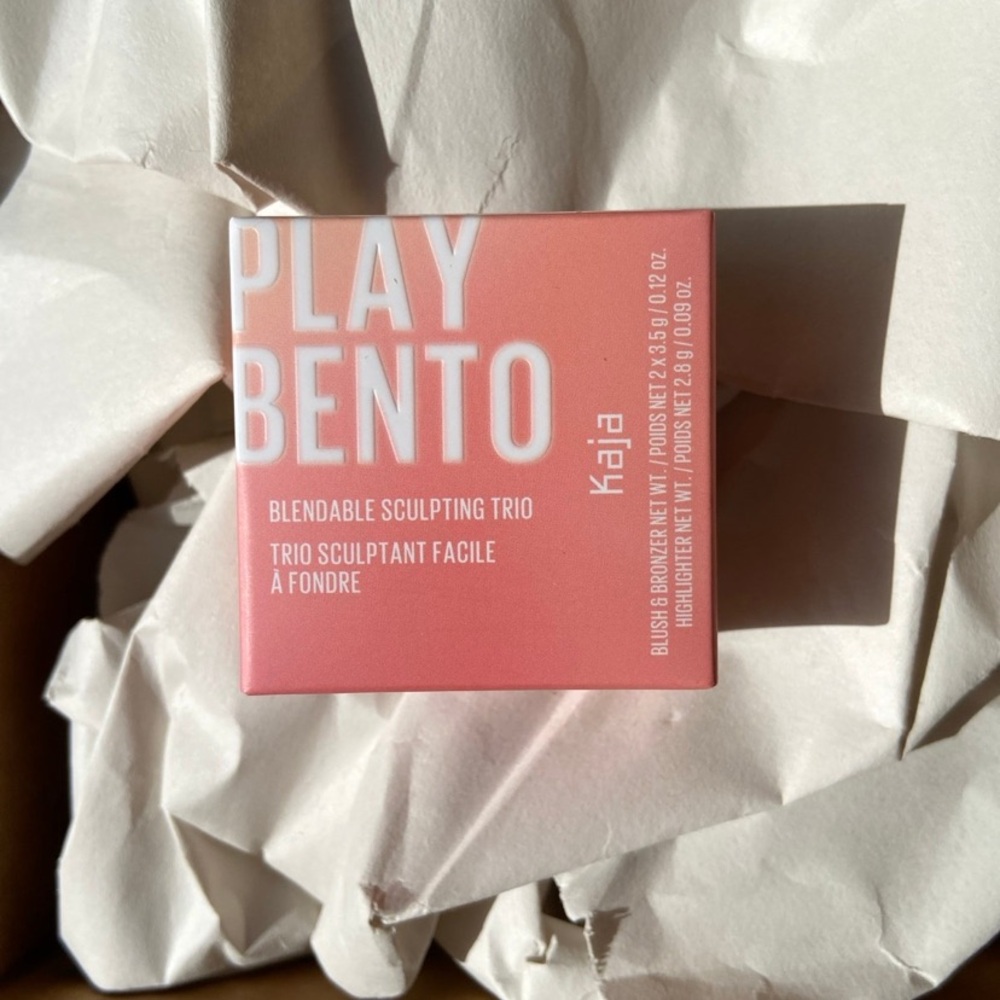 PLAY
BENTO
BLENDABLE SCULPTING TRIO
TRIO SCULPTANT FACILE
À FONDRE
Kaja
BLUSH & BRONZER NET WT. / POIDS NET 2 x 3.5 g / 0.12 oz.
HIGHLIGHTER NET WT. / POIDS NET 2.8 g / 0.09 oz.